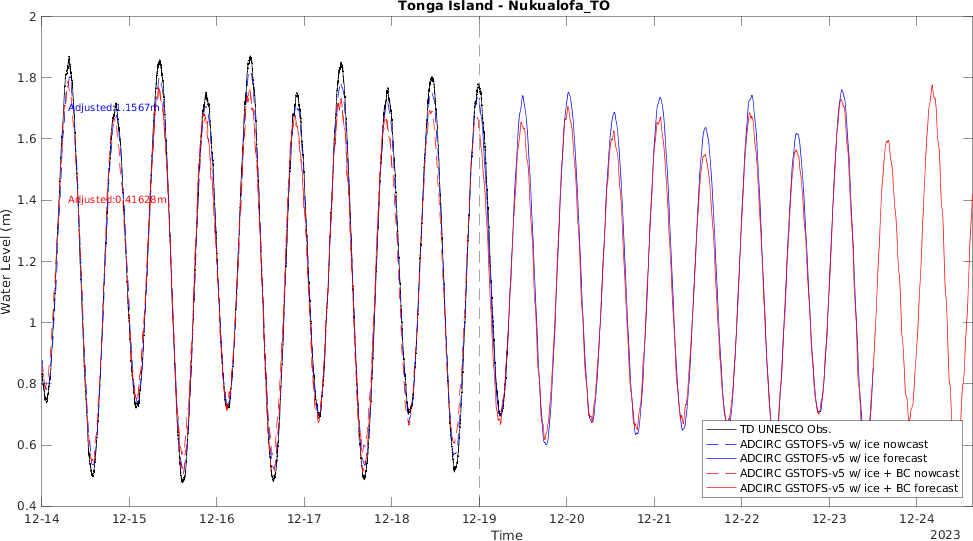 Tonga Island - Nukualofa_TO
2
1.8
1.6
1.4
1.2
1
0.8
0.6
0.4
Water Level (m)
Adjusted:1.1567m
Adjusted:0.41628m
TD UNESCO Obs.
ADCIRC GSTOFS-v5 w/ ice nowcast
ADCIRC GSTOFS-v5 w/ ice forecast
ADCIRC GSTOFS-v5 w/ ice + BC nowcast
ADCIRC GSTOFS-v5 w/ ice + BC forecast
12-14 12-15 12-16 12-17 12-18 12-19 12-20 12-21 12-22 12-23 12-24
Time
2023